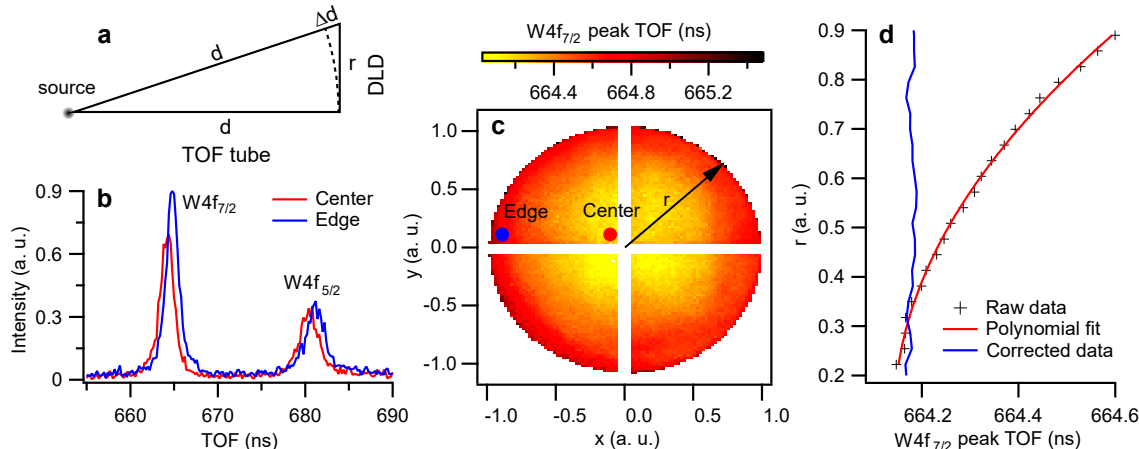 a
Δd
d
r
DLD
source
d
TOF tube
b
W4f7/2
Center
Edge
W4f5/2
Intensity (a. u.)
0.9
0.6
0.3
0
660
670
680
690
TOF (ns)
W4f7/2 peak TOF (ns)
664.4
664.8
665.2
c
Edge
Center
r
y (a. u.)
1.0
0.5
0.0
-0.5
-1.0
-1.0
-0.5
0.0
0.5
1.0
x (a. u.)
d
r (a. u.)
0.9
0.8
0.7
0.6
0.5
0.4
0.3
0.2
Raw data
Polynomial fit
Corrected data
664.2
664.4
664.6
W4f7/2 peak TOF (ns)